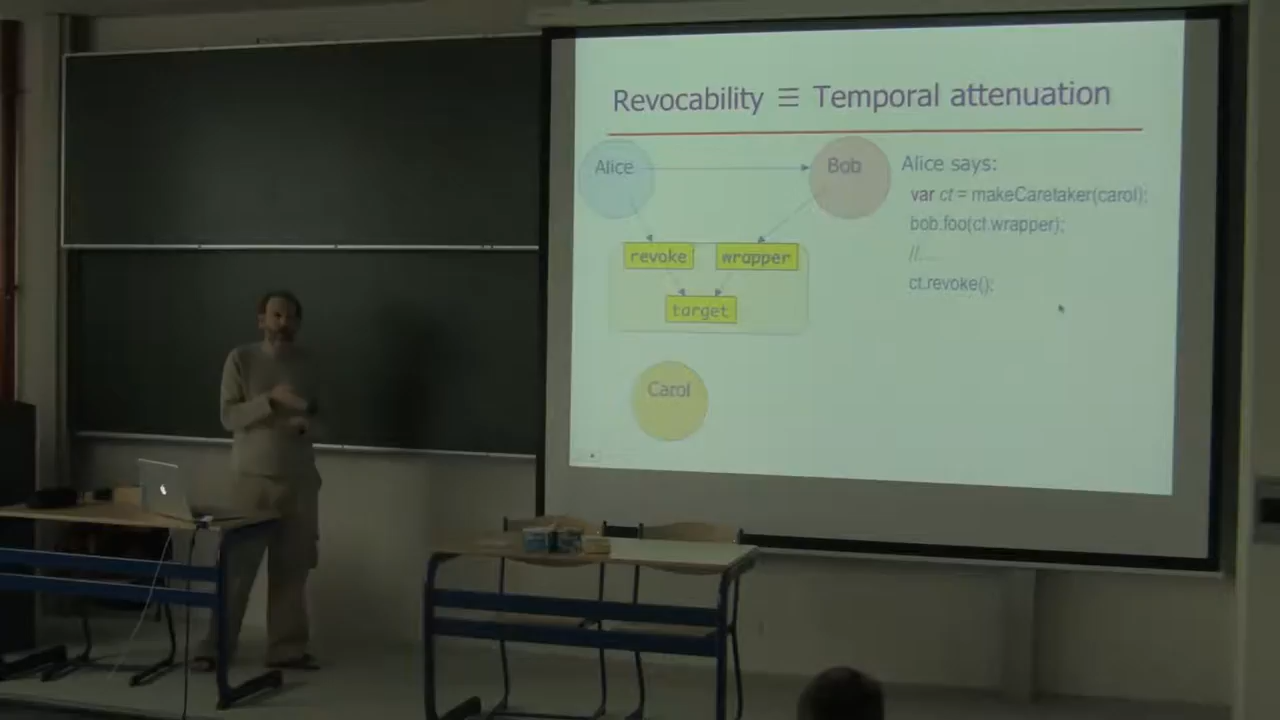 Revocability ≡ Temporal attenuation
Alice
Bob
revoke
wrapper
target
Carol
Alice says:
var ct = makeCaretaker(carol);
bob.foo(ct.wrapper);
//....
ct.revoke();